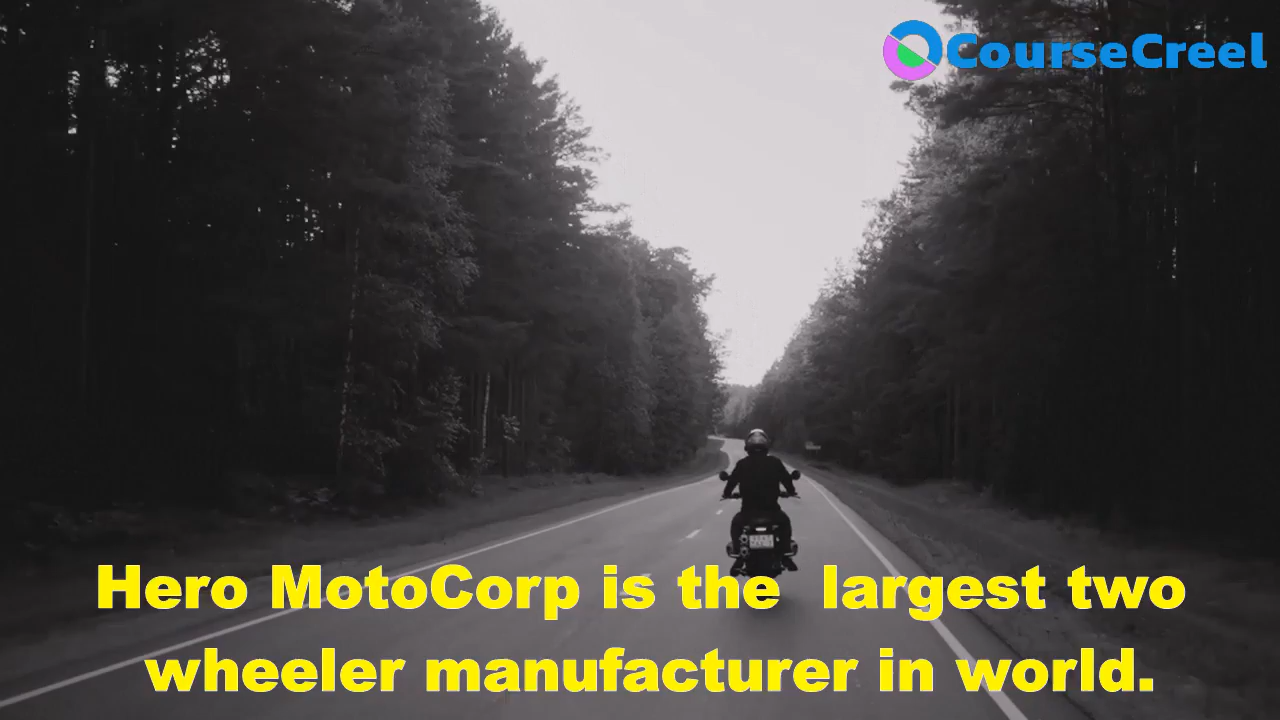 CourseCreel
Hero MotoCorp is the  largest two
wheeler manufacturer in world.